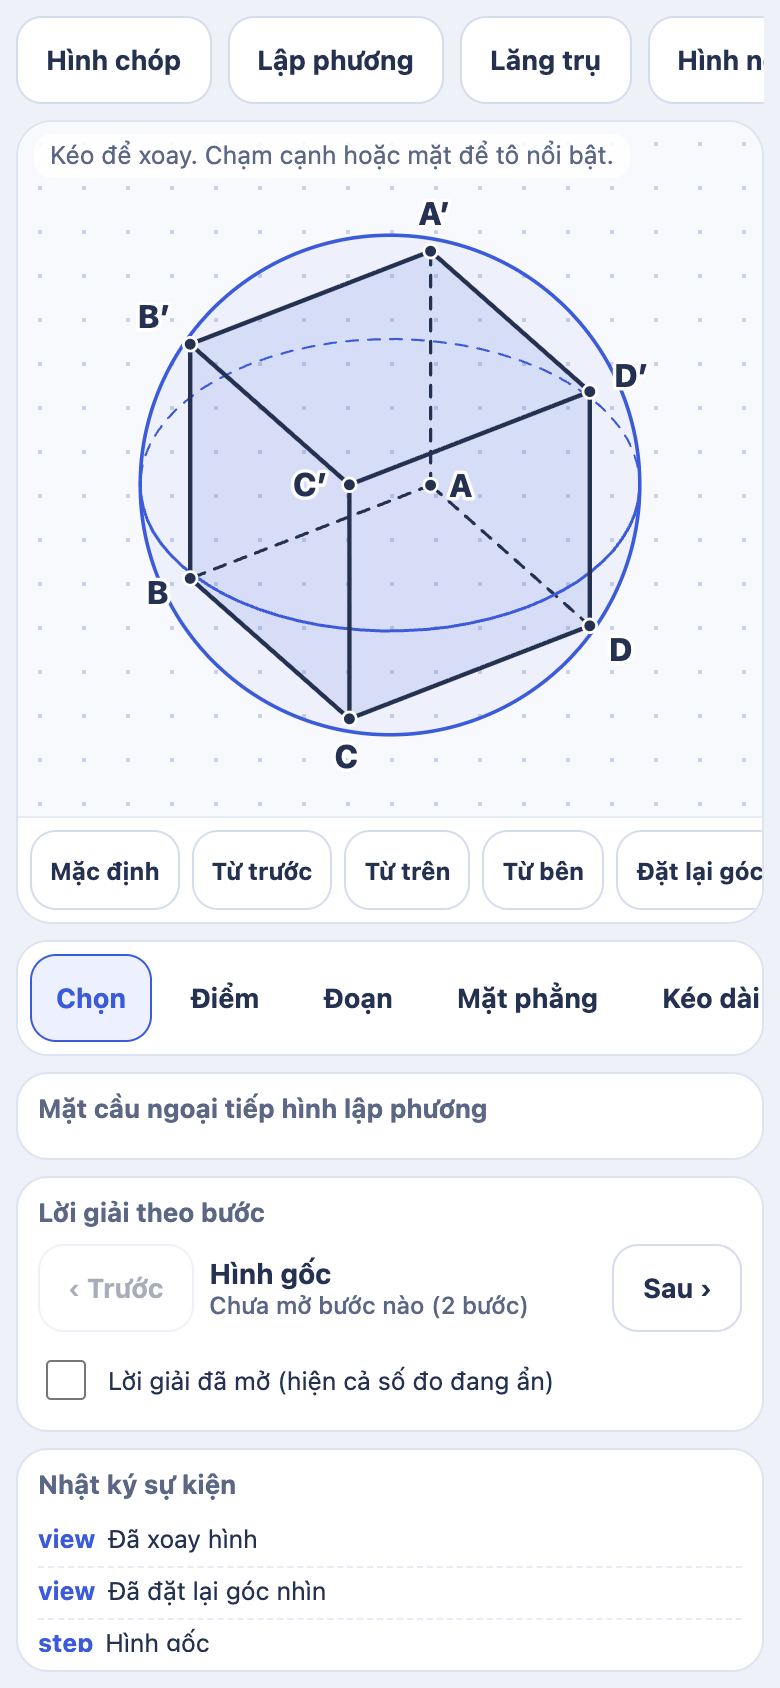 Hình chóp
Lập phương
Lăng trụ
Hình n
Kéo để xoay. Chạm cạnh hoặc mặt để tô nổi bật.
A′
B′
D′
C′
A
B
D
C
Mặc định
Từ trước
Từ trên
Từ bên
Đặt lại góc
Chọn
Điểm
Đoạn
Mặt phẳng
Kéo dài
Mặt cầu ngoại tiếp hình lập phương
Lời giải theo bước
‹ Trước
Hình gốc
Chưa mở bước nào (2 bước)
Sau ›
Lời giải đã mở (hiện cả số đo đang ẩn)
Nhật ký sự kiện
view Đã xoay hình
view Đã đặt lại góc nhìn
step Hình gốc